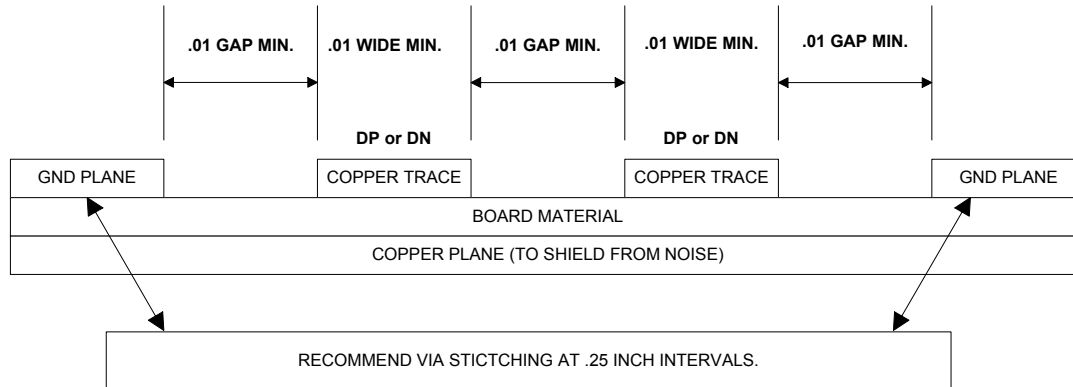 .01 GAP MIN. .01 WIDE MIN. .01 GAP MIN. .01 WIDE MIN. .01 GAP MIN.
DP or DN DP or DN
GND PLANE COPPER TRACE COPPER TRACE GND PLANE
BOARD MATERIAL
COPPER PLANE (TO SHIELD FROM NOISE)
RECOMMEND VIA STICTCHING AT .25 INCH INTERVALS.